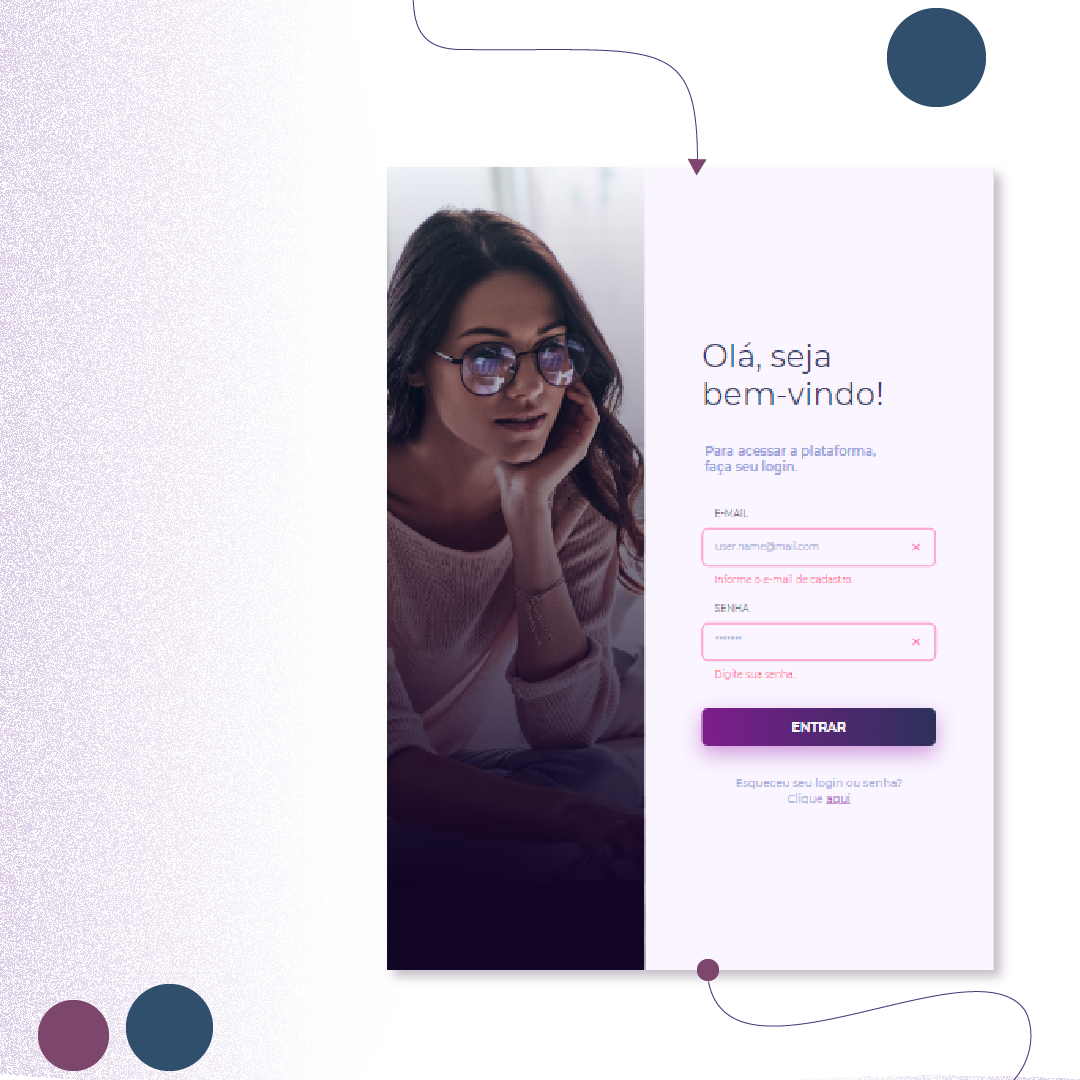 Olá, seja
bem-vindo!
Para acessar a plataforma,
faça seu login.
E-MAIL
user.name@mail.com
Informe o e-mail de cadastro.
SENHA
*******
Digite sua senha.
ENTRAR
Esqueceu seu login ou senha?
Clique aqui